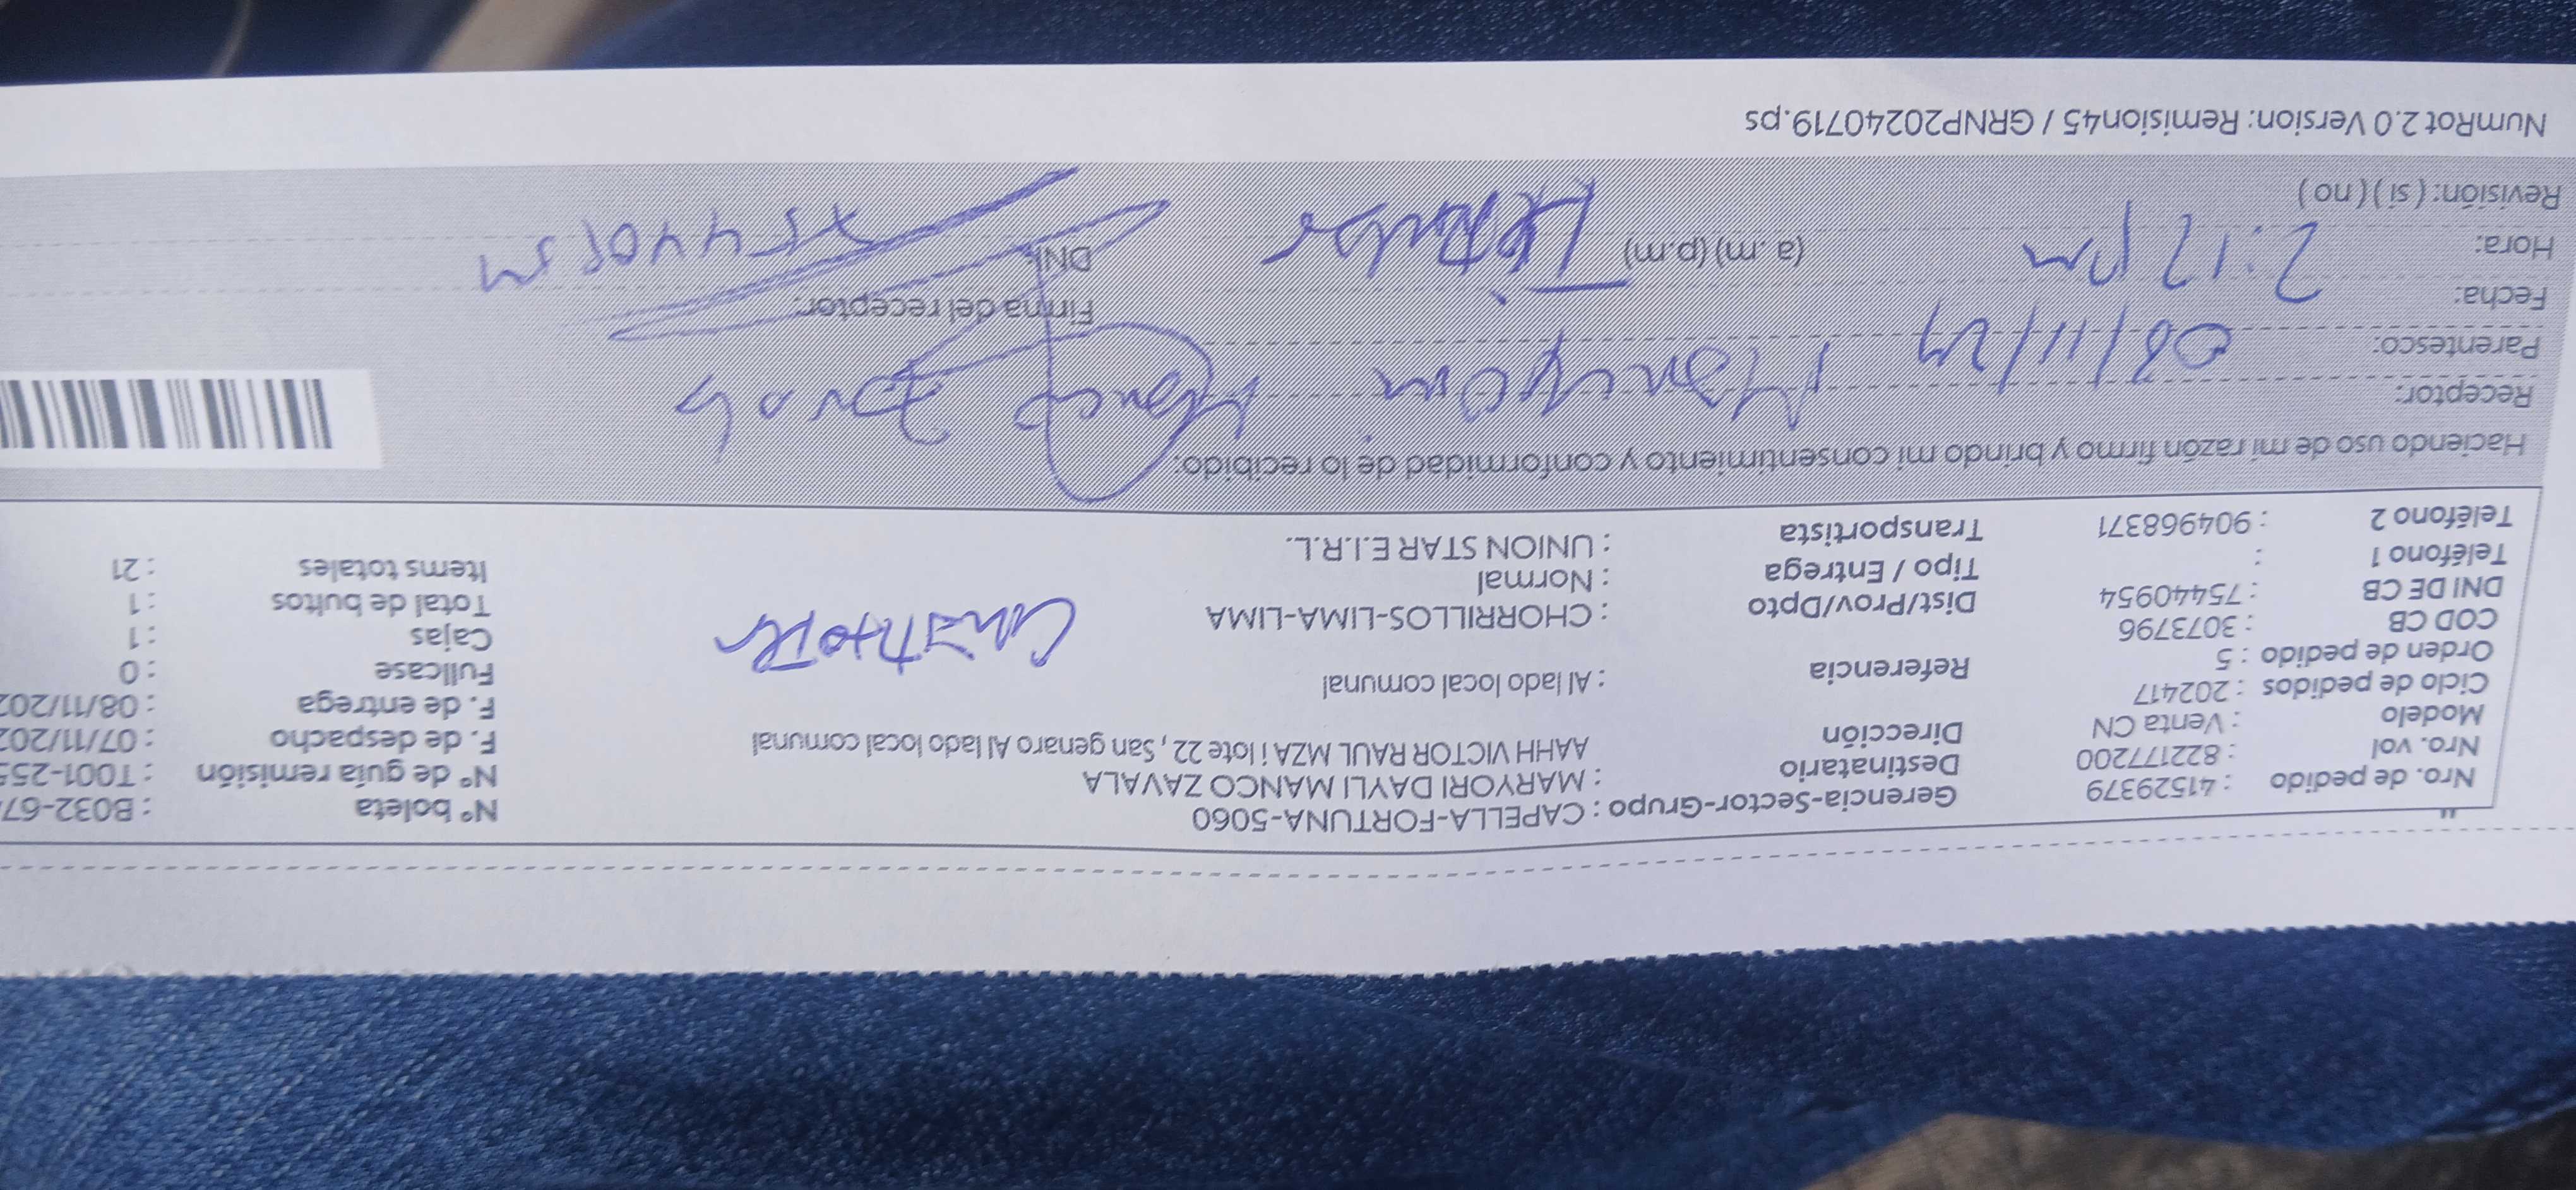 Nro. de pedido : 41529379 Gerencia-Sector-Grupo : CAPELLA-FORTUNA-5060 N° boleta : B032-67
Nro. vol : 822177200 Destinatario : MARYORI DAYLI MANCO ZAVALA N° de guía remisión : T001-255
Modelo : Venta CN Dirección AAHH VICTOR RAUL MZA i lote 22 , San genaro Al lado local comunal F. de despacho : 07/11/202
Ciclo de pedidos : 202417 F. de entrega : 08/11/202
Orden de pedido : 5 Referencia : Al lado local comunal Fullcase : 0
COD CB : 3073796 Cajas : 1
DNI DE CB : 75440954 Dist/Prov/Dpto : CHORRILLOS-LIMA-LIMA Total de bultos : 1
Teléfono 1 : Tipo / Entrega : Normal Items totales : 21
Teléfono 2 : 904968371 Transportista : UNION STAR E.I.R.L.
Haciendo uso de mi razón firmo y brindo mi consentimiento y conformidad de lo recibido:
Receptor: Manco
Parentesco:
Fecha: 08/11/24 Firma del receptor:
Hora: 2:17 pm (a. m) (p.m) Titular DNI:
Revisión: ( si ) ( no )
NumRot 2.0 Version: Remision45 / GRNP20240719.ps